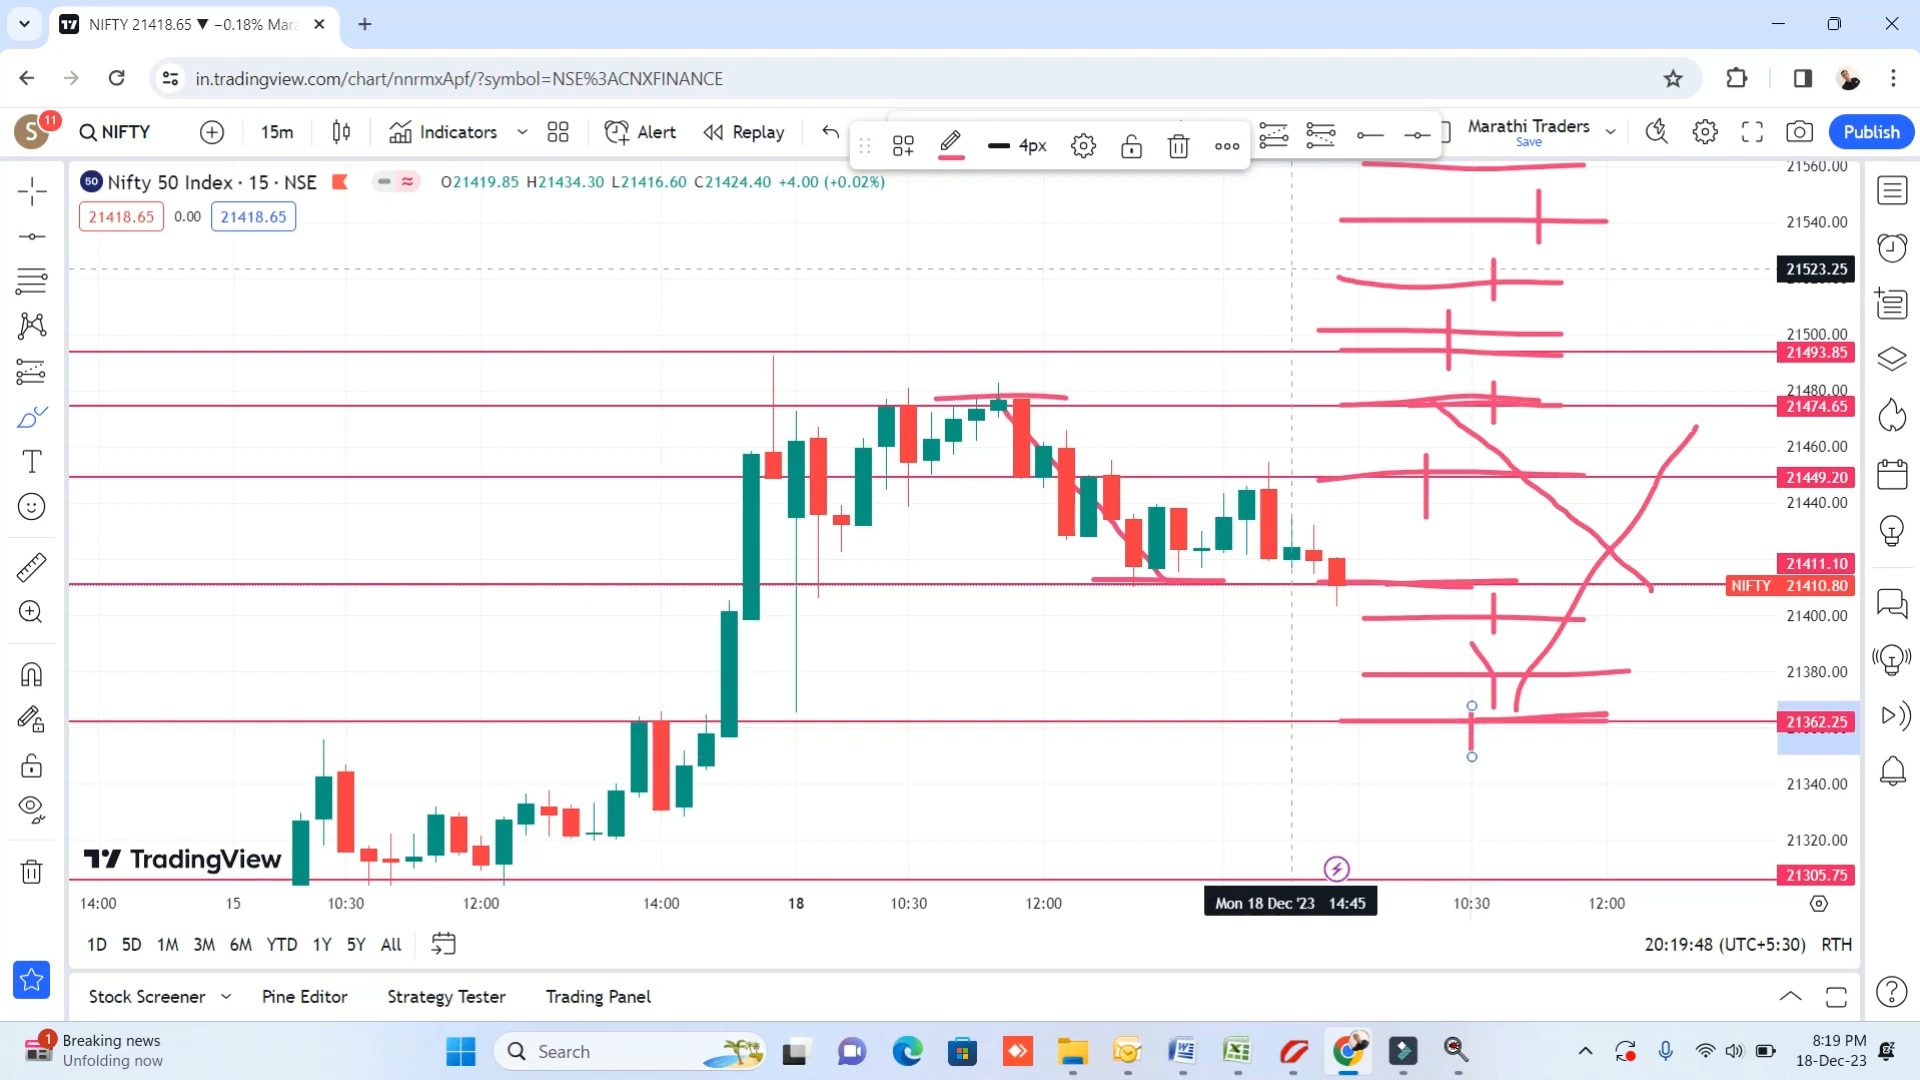 NIFTY 21418.65 ▼ −0.18% Mara
in.tradingview.com/chart/nnrmxApf/?symbol=NSE%3ACNXFINANCE
S
11
NIFTY
15m
Indicators
Alert
Replay
4px
Marathi Traders
Save
Publish
50
Nifty 50 Index · 15 · NSE
O21419.85 H21434.30 L21416.60 C21424.40 +4.00 (+0.02%)
21418.65
0.00
21418.65
21560.00
21540.00
21523.25
21500.00
21493.85
21480.00
21474.65
21460.00
21449.20
21440.00
21411.10
NIFTY 21410.80
21400.00
21380.00
21362.25
21340.00
21320.00
21305.75
TradingView
14:00
15
10:30
12:00
14:00
18
10:30
12:00
Mon 18 Dec '23 14:45
10:30
12:00
1D 5D 1M 3M 6M YTD 1Y 5Y All
20:19:48 (UTC+5:30) RTH
Stock Screener
Pine Editor
Strategy Tester
Trading Panel
1
Breaking news
Unfolding now
Search
8:19 PM
18-Dec-23